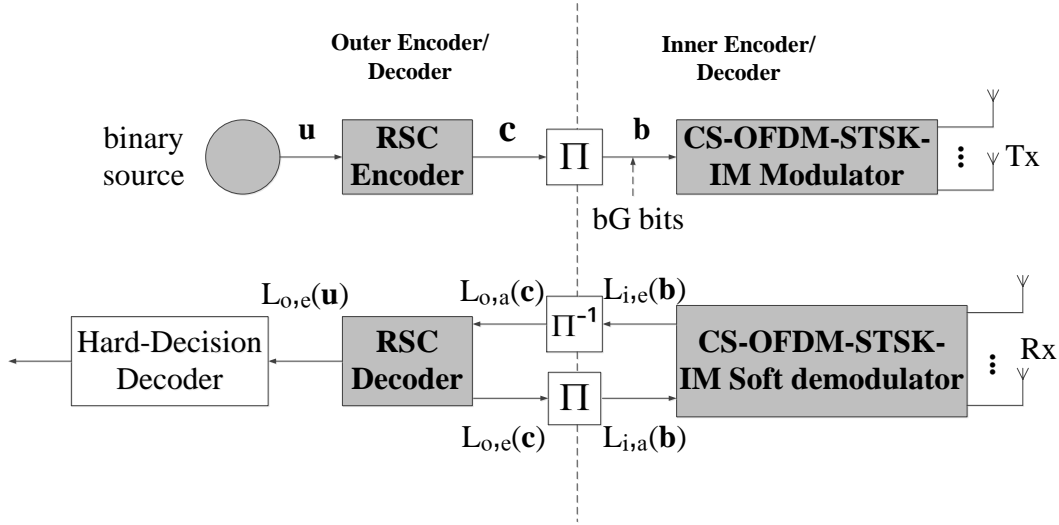 Outer Encoder/
Decoder
Inner Encoder/
Decoder
binary
source
u
RSC
Encoder
c
Π
b
bG bits
CS-OFDM-STSK-
IM Modulator
...
Tx
Hard-Decision
Decoder
Lo,e(u)
RSC
Decoder
Lo,a(c)
Π-1
Li,e(b)
Lo,e(c)
Π
Li,a(b)
CS-OFDM-STSK-
IM Soft demodulator
...
Rx